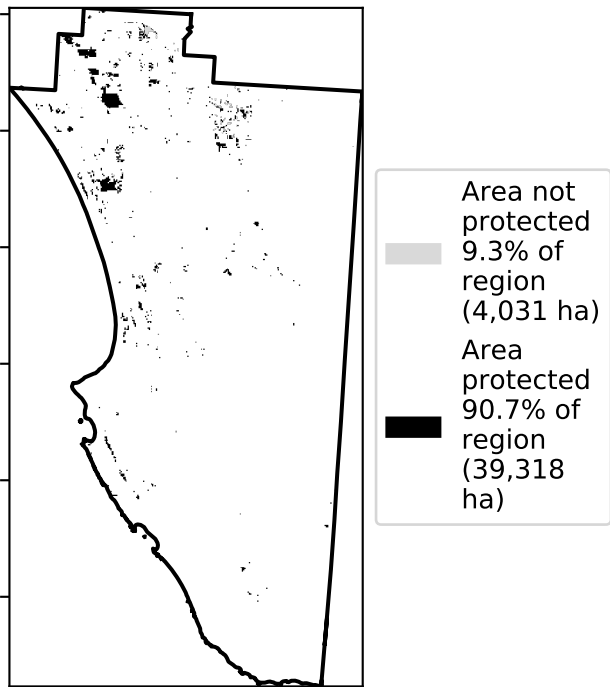 Area not
protected
9.3% of
region
(4,031 ha)
Area
protected
90.7% of
region
(39,318
ha)